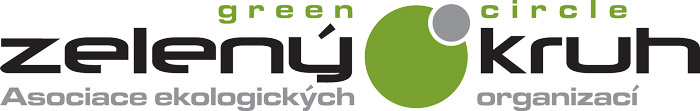 green circle
zelený kruh
Asociace ekologických organizací